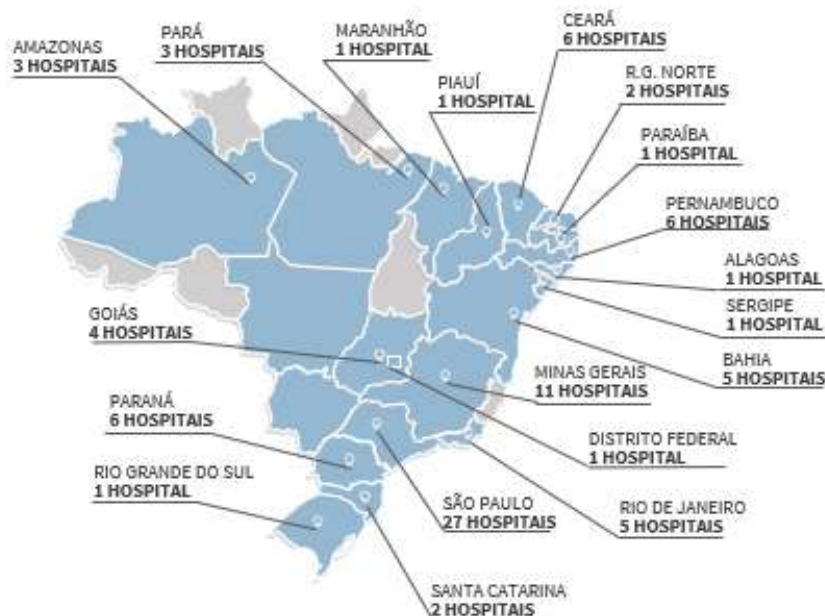 AMAZONAS
3 HOSPITAIS
PARÁ
3 HOSPITAIS
MARANHÃO
1 HOSPITAL
CEARÁ
6 HOSPITAIS
PIAUÍ
1 HOSPITAL
R.G. NORTE
2 HOSPITAIS
PARAÍBA
1 HOSPITAL
PERNAMBUCO
6 HOSPITAIS
ALAGOAS
1 HOSPITAL
SERGIPE
1 HOSPITAL
BAHIA
5 HOSPITAIS
GOIÁS
4 HOSPITAIS
MINAS GERAIS
11 HOSPITAIS
PARANÁ
6 HOSPITAIS
DISTRITO FEDERAL
1 HOSPITAL
RIO GRANDE DO SUL
1 HOSPITAL
SÃO PAULO
27 HOSPITAIS
RIO DE JANEIRO
5 HOSPITAIS
SANTA CATARINA
2 HOSPITAIS